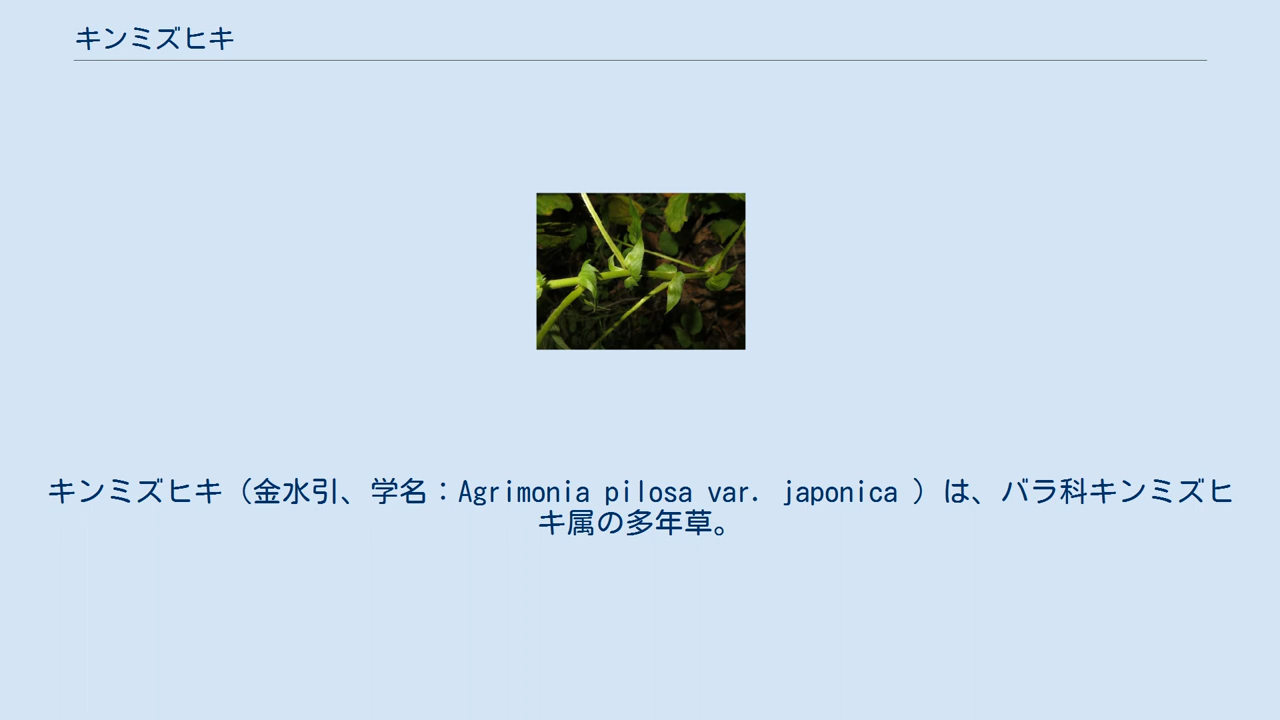 キンミズヒキ
キンミズヒキ（金水引、学名：Agrimonia pilosa var. japonica ）は、バラ科キンミズヒ
キ属の多年草。